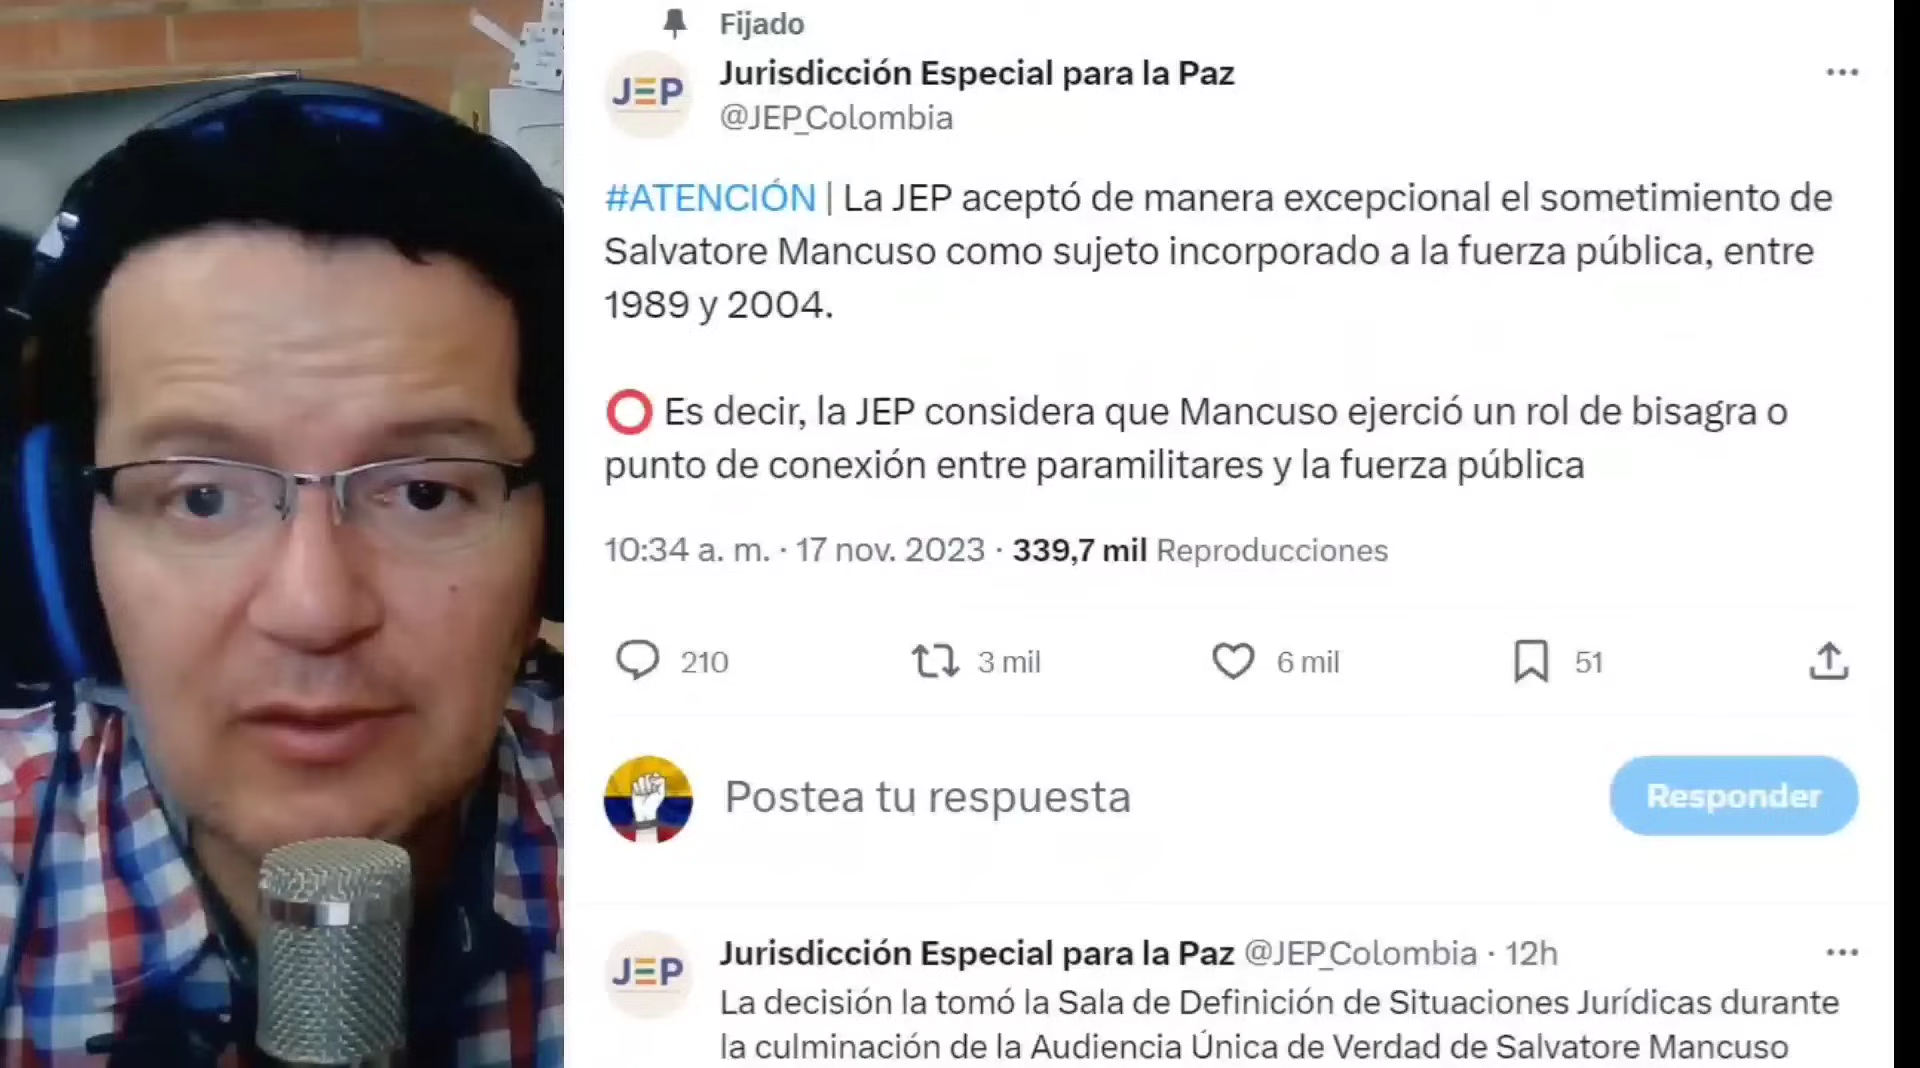 Fijado
JEP
Jurisdicción Especial para la Paz
@JEP_Colombia
#ATENCIÓN | La JEP aceptó de manera excepcional el sometimiento de
Salvatore Mancuso como sujeto incorporado a la fuerza pública, entre
1989 y 2004.
Es decir, la JEP considera que Mancuso ejerció un rol de bisagra o
punto de conexión entre paramilitares y la fuerza pública
10:34 a. m. · 17 nov. 2023 · 339,7 mil Reproducciones
210 3 mil 6 mil 51
Postea tu respuesta
Responder
JEP
Jurisdicción Especial para la Paz @JEP_Colombia · 12h
La decisión la tomó la Sala de Definición de Situaciones Jurídicas durante
la culminación de la Audiencia Única de Verdad de Salvatore Mancuso